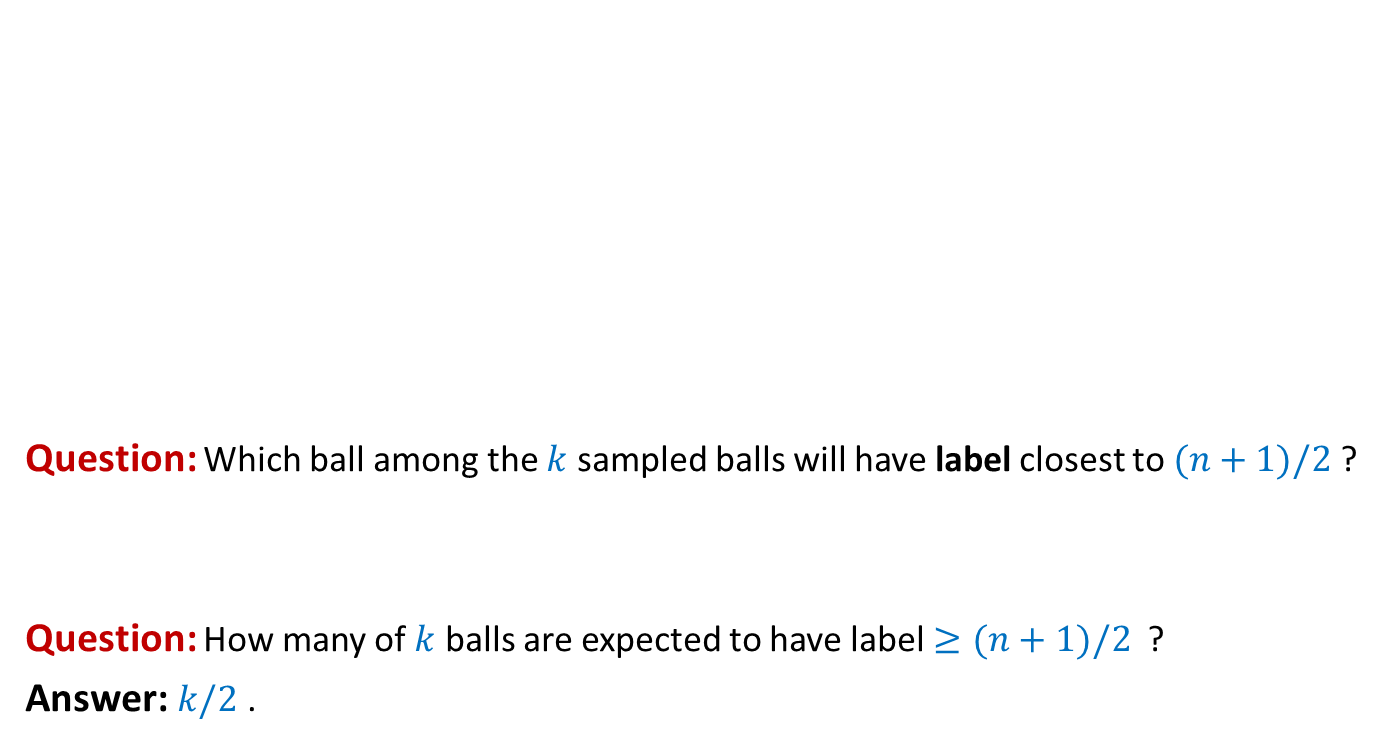 Question: Which ball among the k sampled balls will have label closest to (n + 1)/2 ?
Question: How many of k balls are expected to have label ≥ (n + 1)/2 ?
Answer: k/2 .